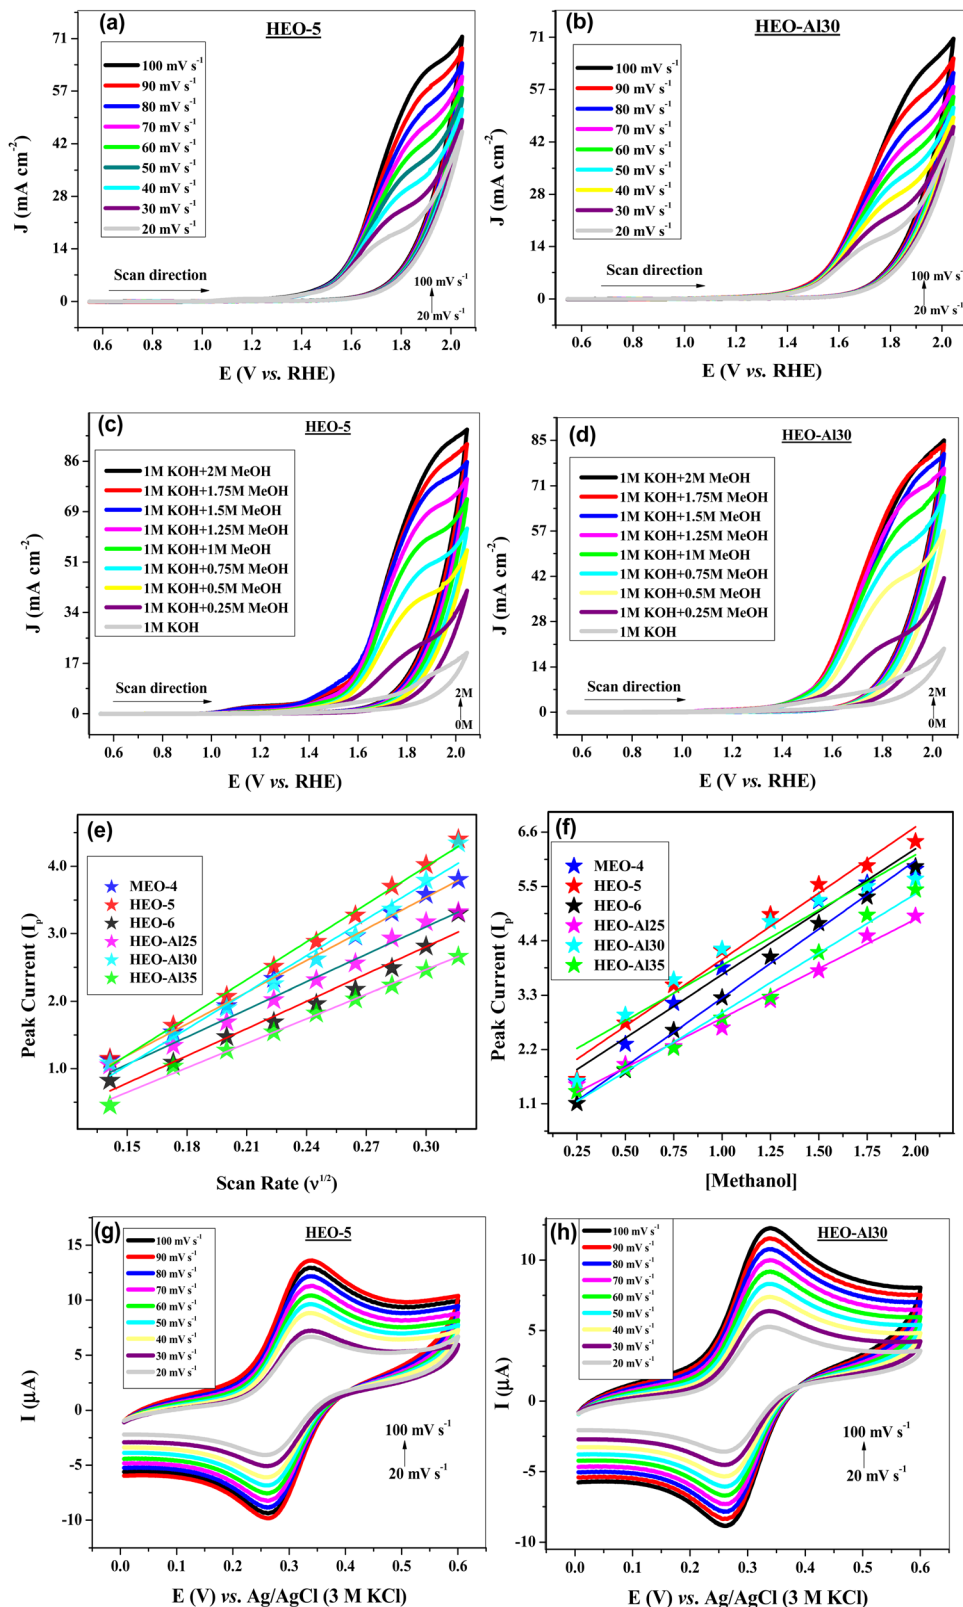 (a)
HEO-5
100 mV s-1
90 mV s-1
80 mV s-1
70 mV s-1
60 mV s-1
50 mV s-1
40 mV s-1
30 mV s-1
20 mV s-1
71
57
42
28
14
0
J (mA cm-2)
Scan direction
100 mV s-1
20 mV s-1
0.6 0.8 1.0 1.2 1.4 1.6 1.8 2.0
E (V vs. RHE)
(b)
HEO-Al30
100 mV s-1
90 mV s-1
80 mV s-1
70 mV s-1
60 mV s-1
50 mV s-1
40 mV s-1
30 mV s-1
20 mV s-1
71
57
42
28
14
0
J (mA cm-2)
Scan direction
100 mV s-1
20 mV s-1
0.6 0.8 1.0 1.2 1.4 1.6 1.8 2.0
E (V vs. RHE)
(c)
HEO-5
1M KOH+2M MeOH
1M KOH+1.75M MeOH
1M KOH+1.5M MeOH
1M KOH+1.25M MeOH
1M KOH+1M MeOH
1M KOH+0.75M MeOH
1M KOH+0.5M MeOH
1M KOH+0.25M MeOH
1M KOH
86
69
51
34
17
0
J (mA cm-2)
Scan direction
2M
0M
0.6 0.8 1.0 1.2 1.4 1.6 1.8 2.0
E (V vs. RHE)
(d)
HEO-Al30
1M KOH+2M MeOH
1M KOH+1.75M MeOH
1M KOH+1.5M MeOH
1M KOH+1.25M MeOH
1M KOH+1M MeOH
1M KOH+0.75M MeOH
1M KOH+0.5M MeOH
1M KOH+0.25M MeOH
1M KOH
85
71
57
42
28
14
0
J (mA cm-2)
Scan direction
2M
0M
0.6 0.8 1.0 1.2 1.4 1.6 1.8 2.0
E (V vs. RHE)
(e)
MEO-4
HEO-5
HEO-6
HEO-Al25
HEO-Al30
HEO-Al35
4.0
3.0
2.0
1.0
Peak Current (Ip)
0.15 0.18 0.21 0.24 0.27 0.30
Scan Rate (ν1/2)
(f)
MEO-4
HEO-5
HEO-6
HEO-Al25
HEO-Al30
HEO-Al35
6.6
5.5
4.4
3.3
2.2
1.1
Peak Current (Ip)
0.25 0.50 0.75 1.00 1.25 1.50 1.75 2.00
[Methanol]
(g)
HEO-5
100 mV s-1
90 mV s-1
80 mV s-1
70 mV s-1
60 mV s-1
50 mV s-1
40 mV s-1
30 mV s-1
20 mV s-1
15
10
5
0
-5
-10
I (µA)
100 mV s-1
20 mV s-1
0.0 0.1 0.2 0.3 0.4 0.5 0.6
E (V) vs. Ag/AgCl (3 M KCl)
(h)
HEO-Al30
100 mV s-1
90 mV s-1
80 mV s-1
70 mV s-1
60 mV s-1
50 mV s-1
40 mV s-1
30 mV s-1
20 mV s-1
10
5
0
-5
-10
I (µA)
100 mV s-1
20 mV s-1
0.0 0.1 0.2 0.3 0.4 0.5 0.6
E (V) vs. Ag/AgCl (3 M KCl)